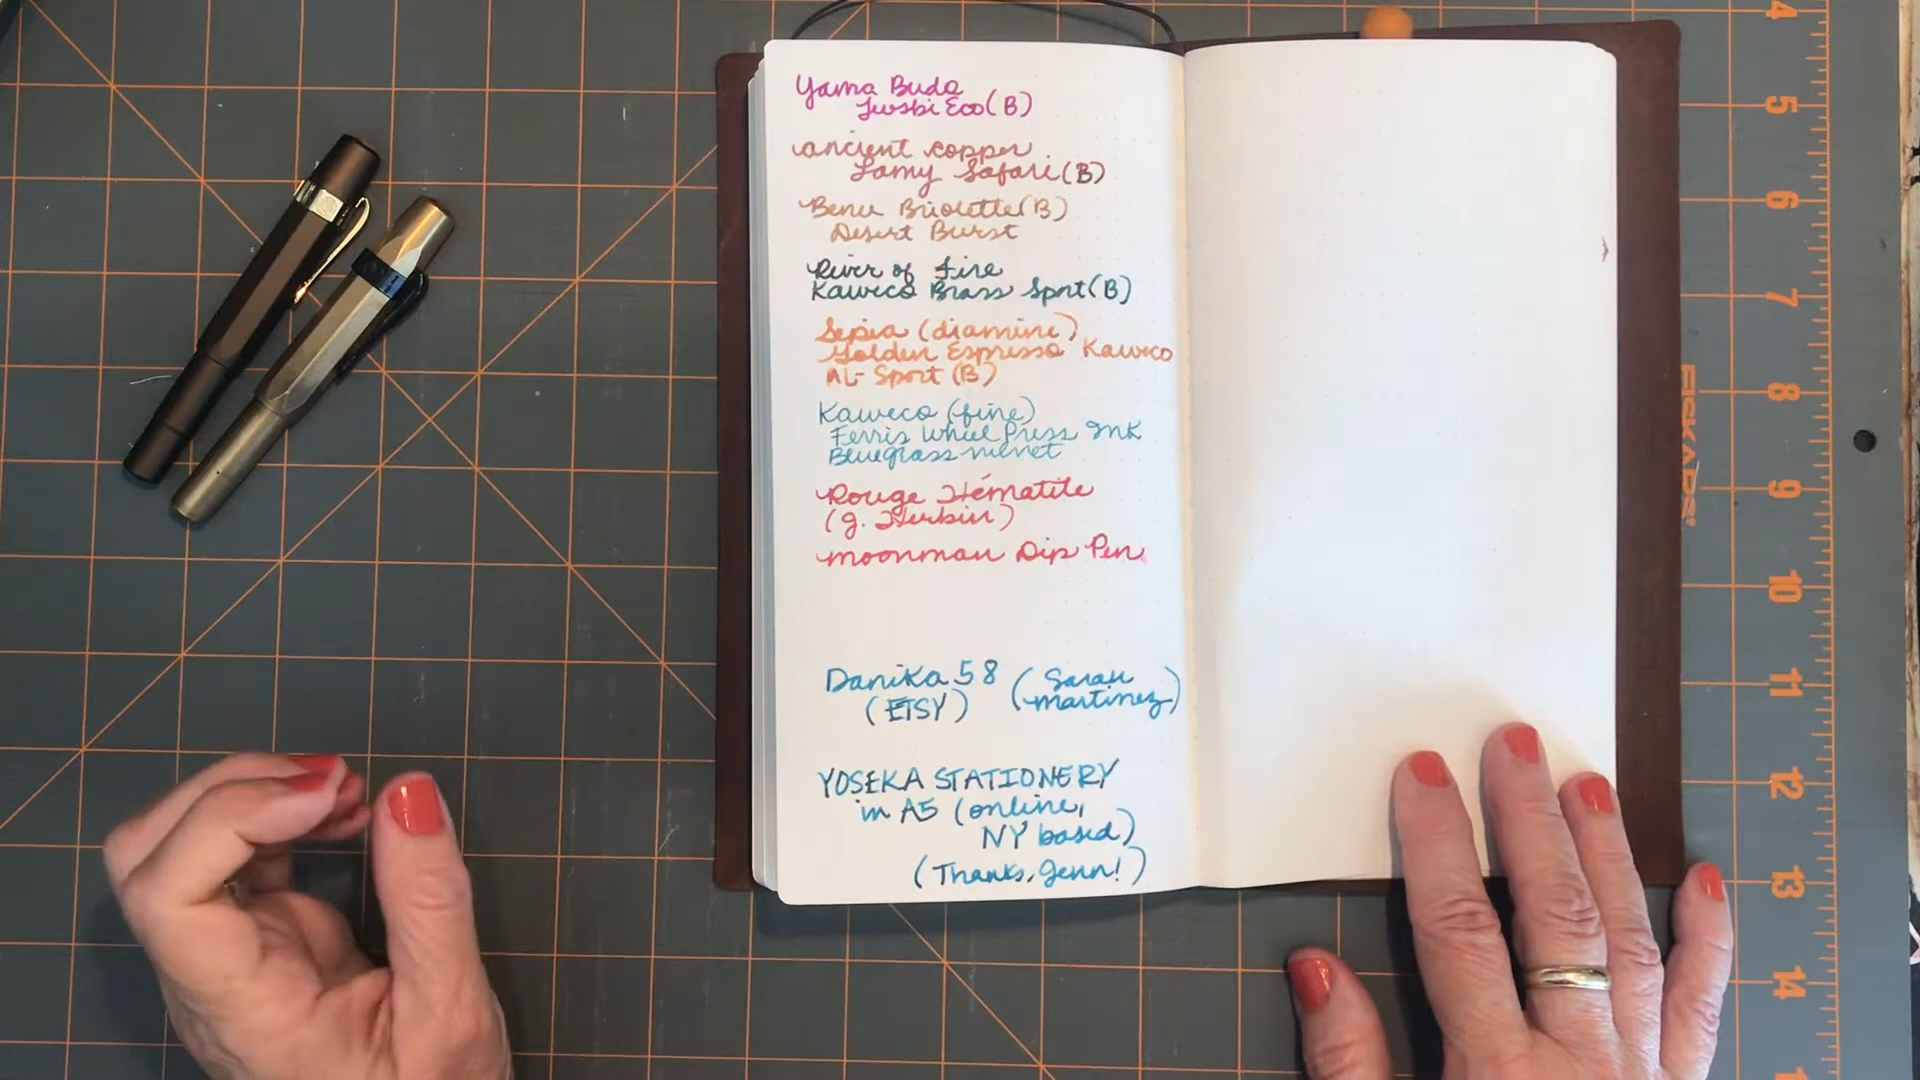 Yama Budo
Twsbi Eco (B)
ancient copper
Lamy Safari (B)
Benu Briolette (B)
Desert Burst
River of Fire
Kaweco Brass Sport (B)
Sepia (diamine)
Golden Espresso Kaweco
AL-Sport (B)
Kaweco (fine)
Ferris Wheel Press Ink
Bluegrass velvet
Rouge Hématite
(J. Herbin)
moonman Dip Pen
Danika 58 (Sarah
(ETSY) martinez)
YOSEKA STATIONERY
in A5 (online,
NY based)
(Thanks, Jenn!)
4
5
6
7
8
9
10
11
12
13
14
FISKARS